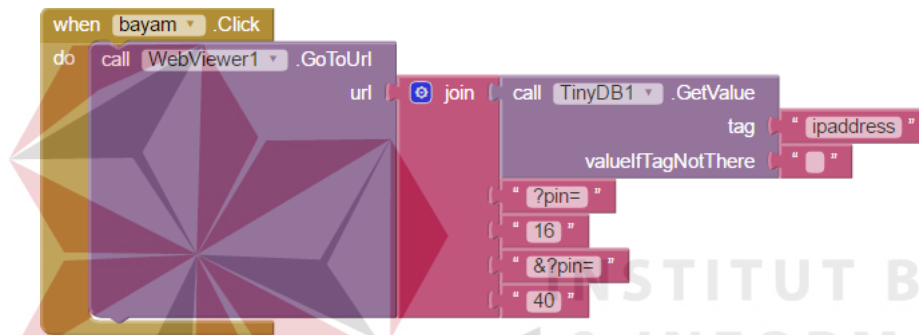 when bayam .Click
do call WebViewer1 .GoToUrl
url join call TinyDB1 .GetValue
tag " ipaddress "
valueIfTagNotThere " "
" ?pin= "
" 16 "
" &?pin= "
" 40 "
INSTITUT B
& INFORM